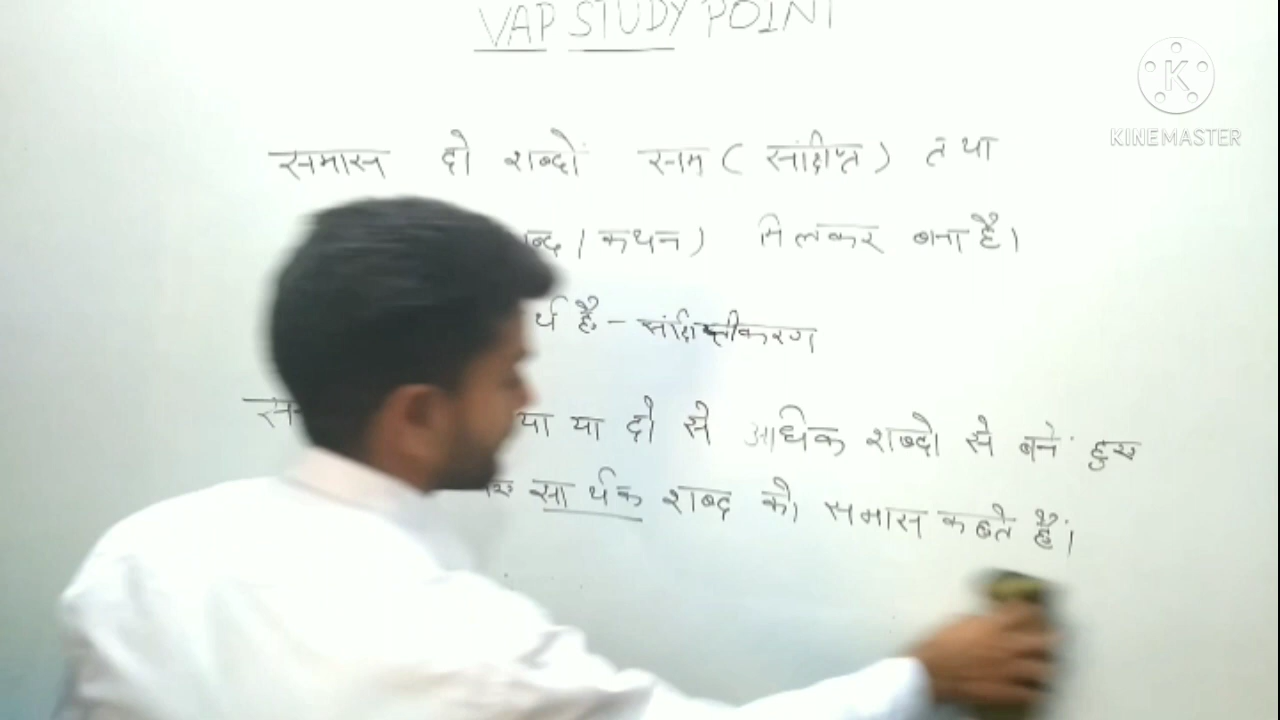 VAP STUDY POINT
KINEMASTER
समास दो शब्दों सम ( संक्षिप्त ) तथा
ब्द / कथन ) मिलकर बना है।
र्थ है - संक्षिप्तीकरण
या दो से अधिक शब्दो से बने हुए
सार्थक शब्द को समास कहते हैं।